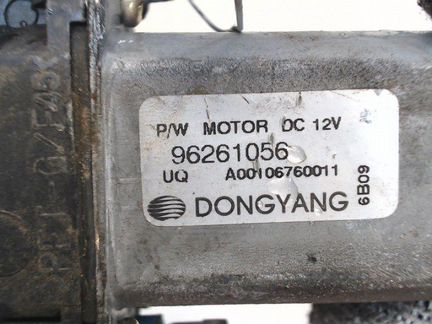 P/W MOTOR DC 12V
96261056
UQ A00106760011
DONGYANG
6B09